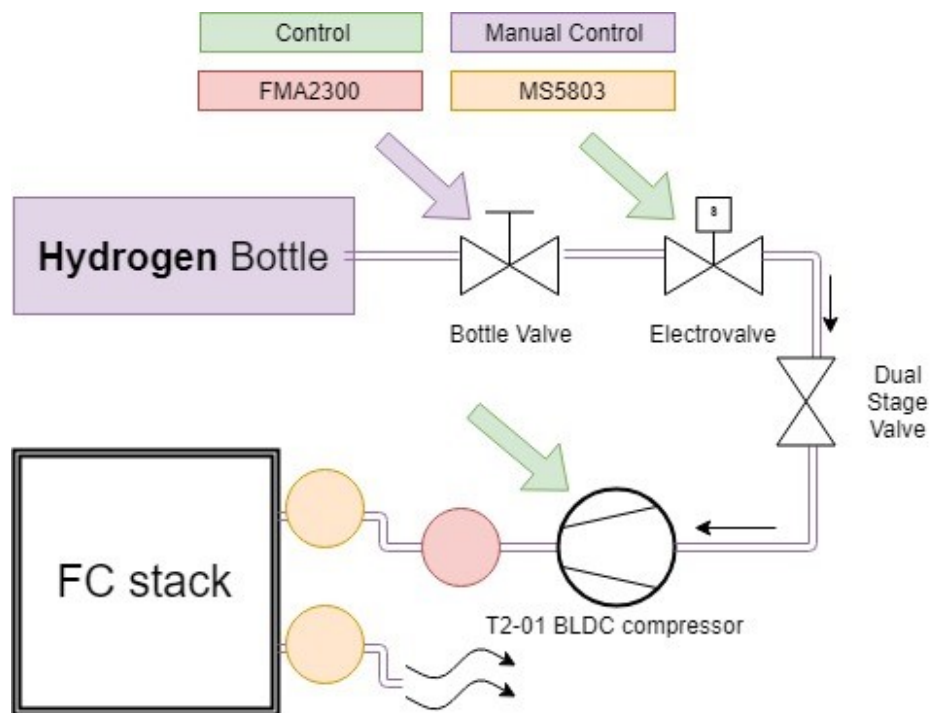 Control
Manual Control
FMA2300
MS5803
8
Hydrogen Bottle
Bottle Valve
Electrovalve
Dual
Stage
Valve
FC stack
T2-01 BLDC compressor